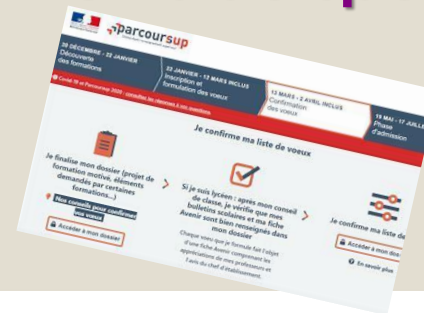 parcoursup
20 DÉCEMBRE - 22 JANVIER
Découverte
des formations
22 JANVIER - 12 MARS INCLUS
Inscription et
formulation des voeux
12 MARS - 2 AVRIL INCLUS
Confirmation
des voeux
19 MAI - 17 JUILL
Phase
d'admission
Covid-19 et Parcoursup 2020 : consultez les réponses à vos questions
Je confirme ma liste de voeux
Je finalise mon dossier (projet de
formation motivé, éléments
demandés par certaines
formations...)
Nos conseils pour confirmer
vos voeux
Accéder à mon dossier
Si je suis lycéen : après mon conseil
de classe, je vérifie que mes
bulletins scolaires et ma fiche
Avenir sont bien renseignés dans
mon dossier
Chaque voeu que je formule fait l'objet
d'une fiche Avenir comprenant les
appréciations de mes professeurs et
l'avis du chef d'établissement.
Je confirme ma liste de
Accéder à mon dos
En savoir plus